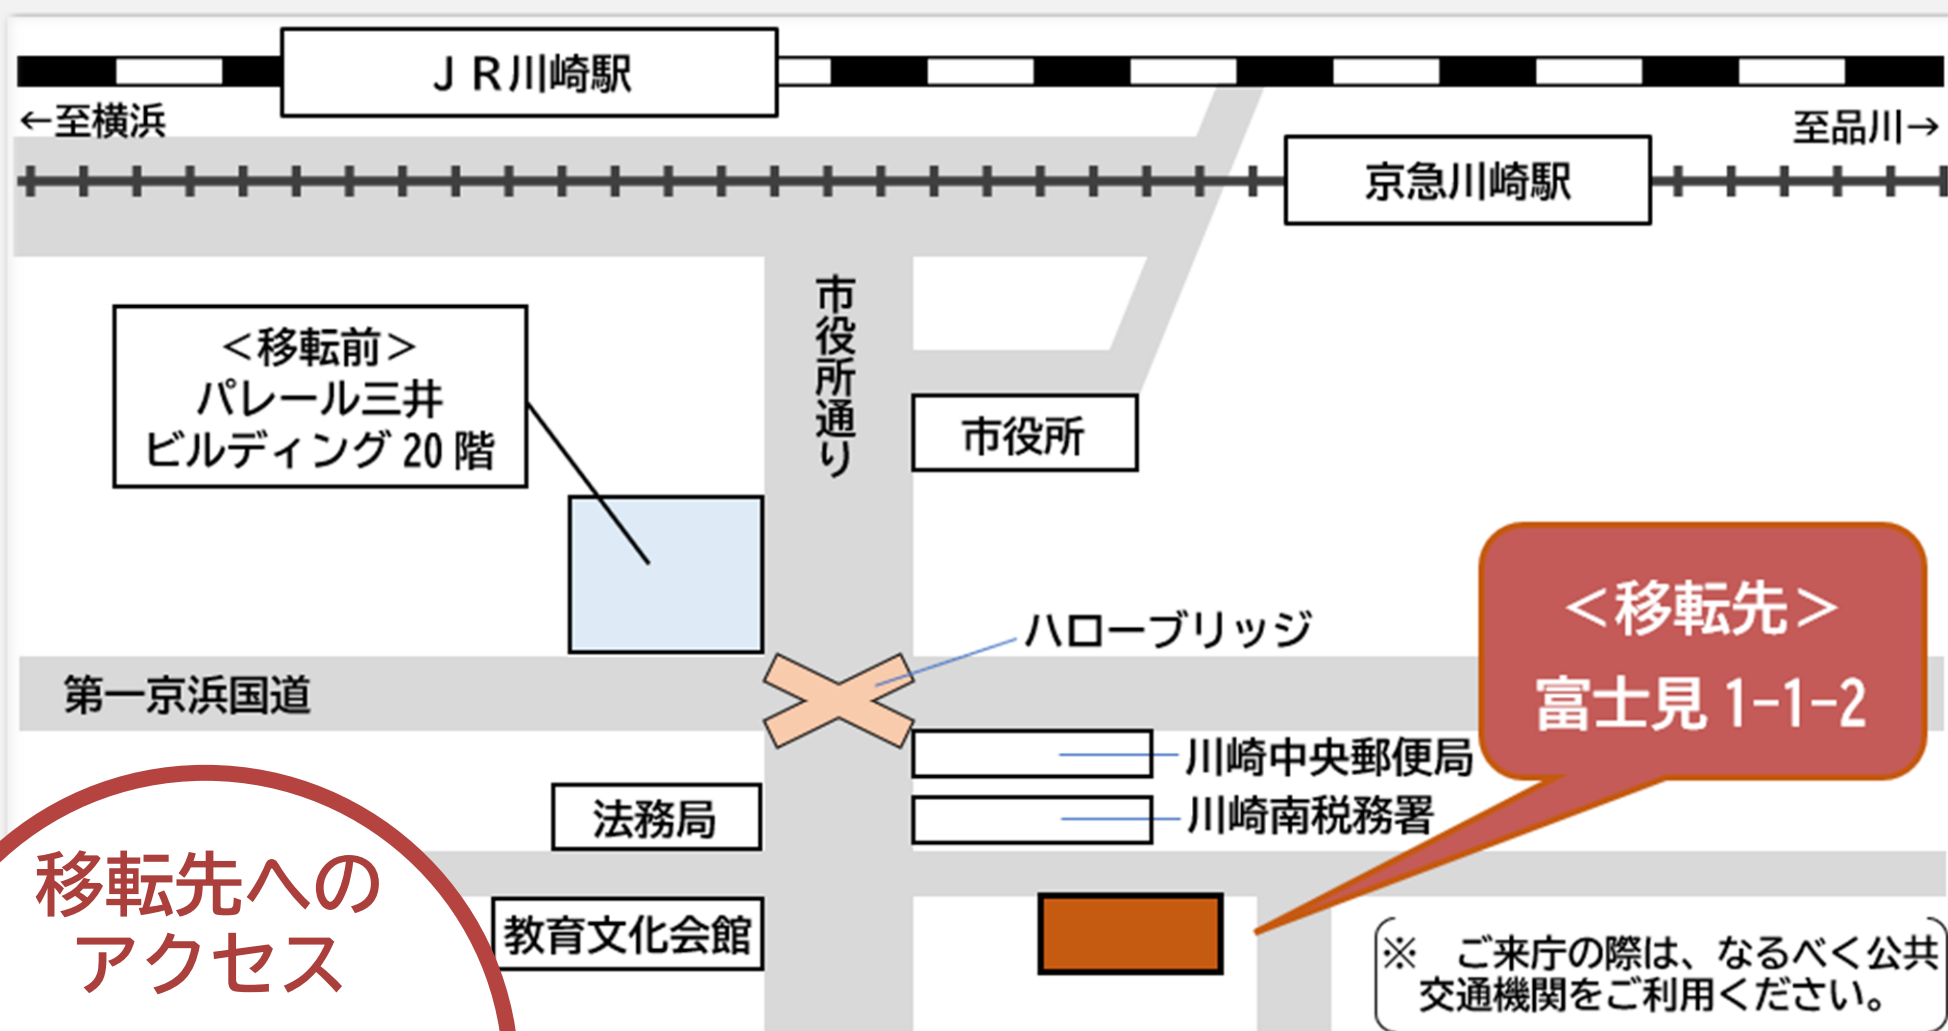 ＪＲ川崎駅
←至横浜
至品川→
京急川崎駅
市役所通り
＜移転前＞
パレール三井
ビルディング20階
市役所
＜移転先＞
富士見1-1-2
ハローブリッジ
第一京浜国道
川崎中央郵便局
川崎南税務署
法務局
移転先への
アクセス
教育文化会館
※　ご来庁の際は、なるべく公共
交通機関をご利用ください。